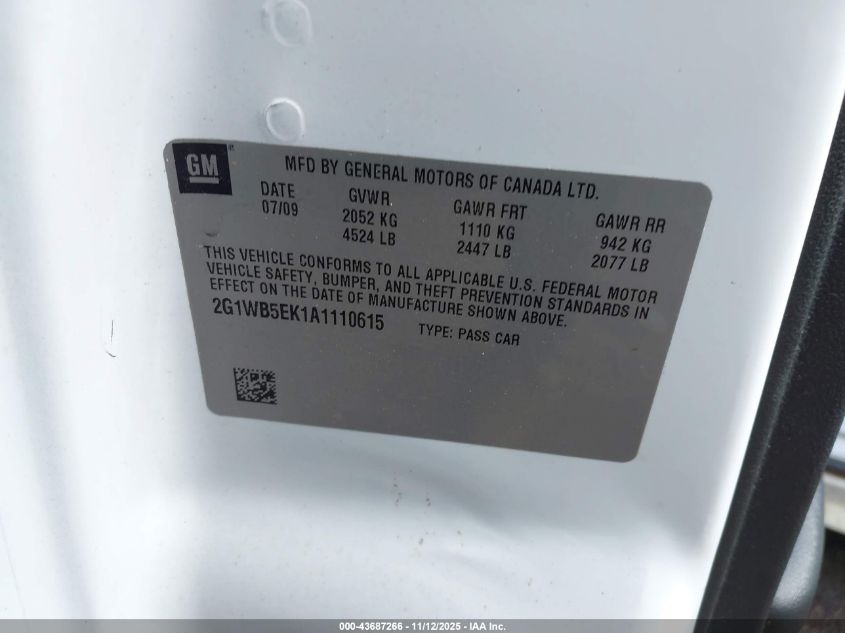 GM
MFD BY GENERAL MOTORS OF CANADA LTD.
DATE GVWR GAWR FRT GAWR RR
07/09 2052 KG 1110 KG 942 KG
4524 LB 2447 LB 2077 LB
THIS VEHICLE CONFORMS TO ALL APPLICABLE U.S. FEDERAL MOTOR
VEHICLE SAFETY, BUMPER, AND THEFT PREVENTION STANDARDS IN
EFFECT ON THE DATE OF MANUFACTURE SHOWN ABOVE.
2G1WB5EK1A1110615 TYPE: PASS CAR
000-43687266 - 11/12/2025 - IAA Inc.